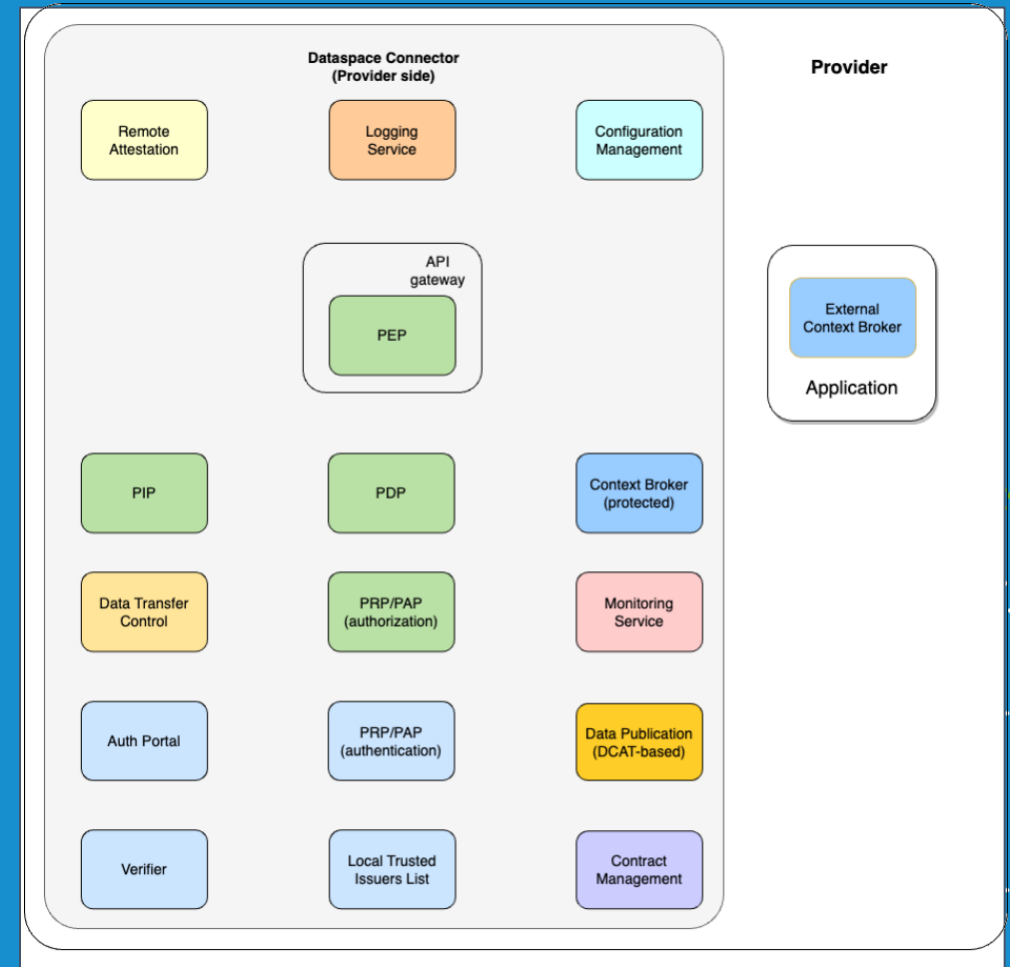 Dataspace Connector
(Provider side)
Provider
Remote
Attestation
Logging
Service
Configuration
Management
API
gateway
PEP
External
Context Broker
Application
PIP
PDP
Context Broker
(protected)
Data Transfer
Control
PRP/PAP
(authorization)
Monitoring
Service
Auth Portal
PRP/PAP
(authentication)
Data Publication
(DCAT-based)
Verifier
Local Trusted
Issuers List
Contract
Management